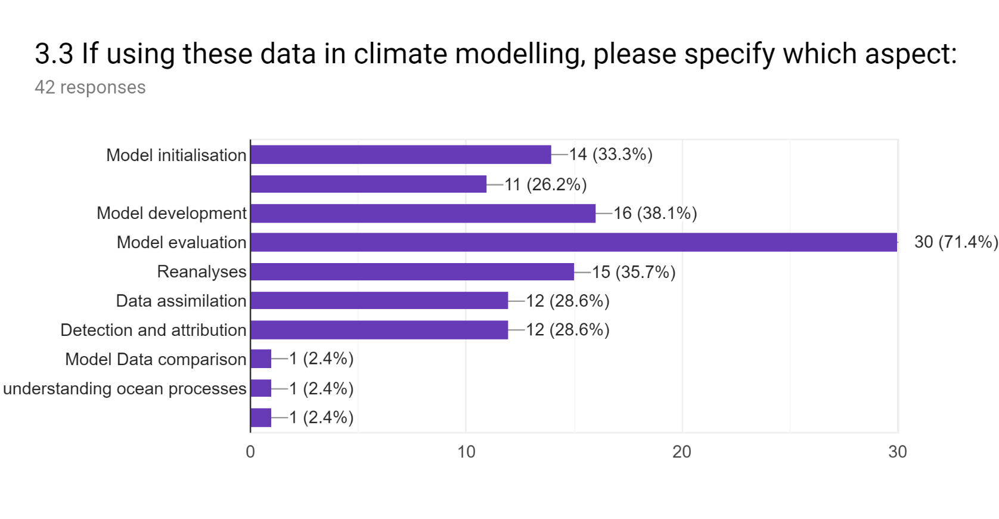 3.3 If using these data in climate modelling, please specify which aspect:
42 responses
Model initialisation 14 (33.3%)
11 (26.2%)
Model development 16 (38.1%)
Model evaluation 30 (71.4%)
Reanalyses 15 (35.7%)
Data assimilation 12 (28.6%)
Detection and attribution 12 (28.6%)
Model Data comparison 1 (2.4%)
understanding ocean processes 1 (2.4%)
1 (2.4%)
0 10 20 30